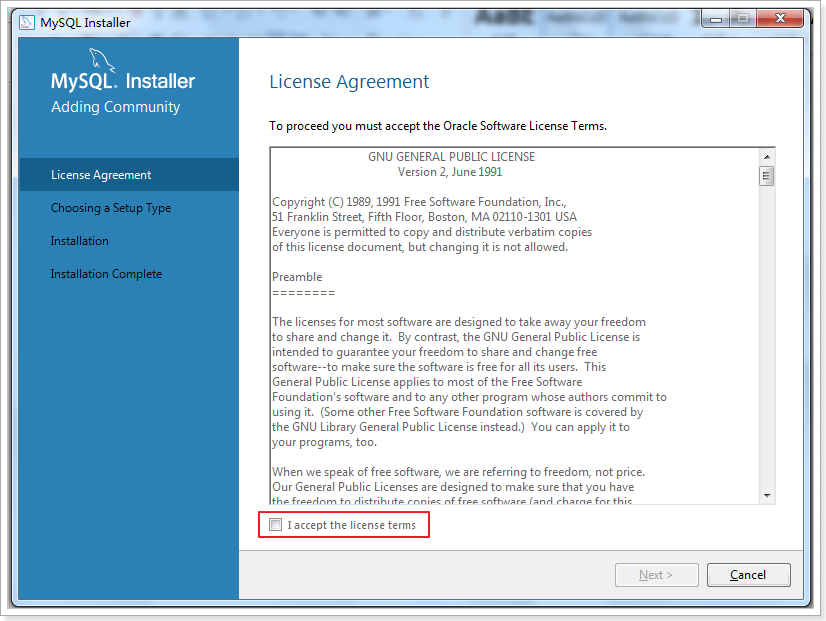 MySQL Installer
MySQL. Installer
Adding Community
License Agreement
Choosing a Setup Type
Installation
Installation Complete
License Agreement
To proceed you must accept the Oracle Software License Terms.
GNU GENERAL PUBLIC LICENSE
Version 2, June 1991
Copyright (C) 1989, 1991 Free Software Foundation, Inc.,
51 Franklin Street, Fifth Floor, Boston, MA 02110-1301 USA
Everyone is permitted to copy and distribute verbatim copies
of this license document, but changing it is not allowed.
Preamble
========
The licenses for most software are designed to take away your freedom
to share and change it.  By contrast, the GNU General Public License is
intended to guarantee your freedom to share and change free
software--to make sure the software is free for all its users.  This
General Public License applies to most of the Free Software
Foundation's software and to any other program whose authors commit to
using it.  (Some other Free Software Foundation software is covered by
the GNU Library General Public License instead.)  You can apply it to
your programs, too.
When we speak of free software, we are referring to freedom, not price.
Our General Public Licenses are designed to make sure that you have
the freedom to distribute copies of free software (and charge for this
I accept the license terms
Next >
Cancel